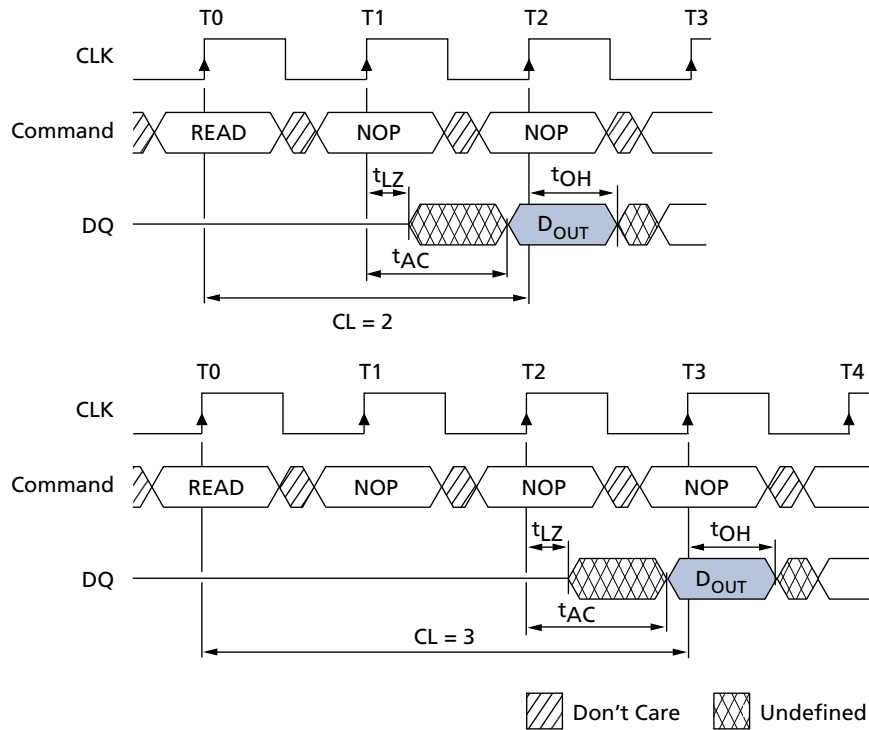 T0 T1 T2 T3
CLK
Command READ NOP NOP
tLZ tOH
DQ DOUT
tAC
CL = 2
T0 T1 T2 T3 T4
CLK
Command READ NOP NOP NOP
tLZ tOH
DQ DOUT
tAC
CL = 3
Don't Care Undefined